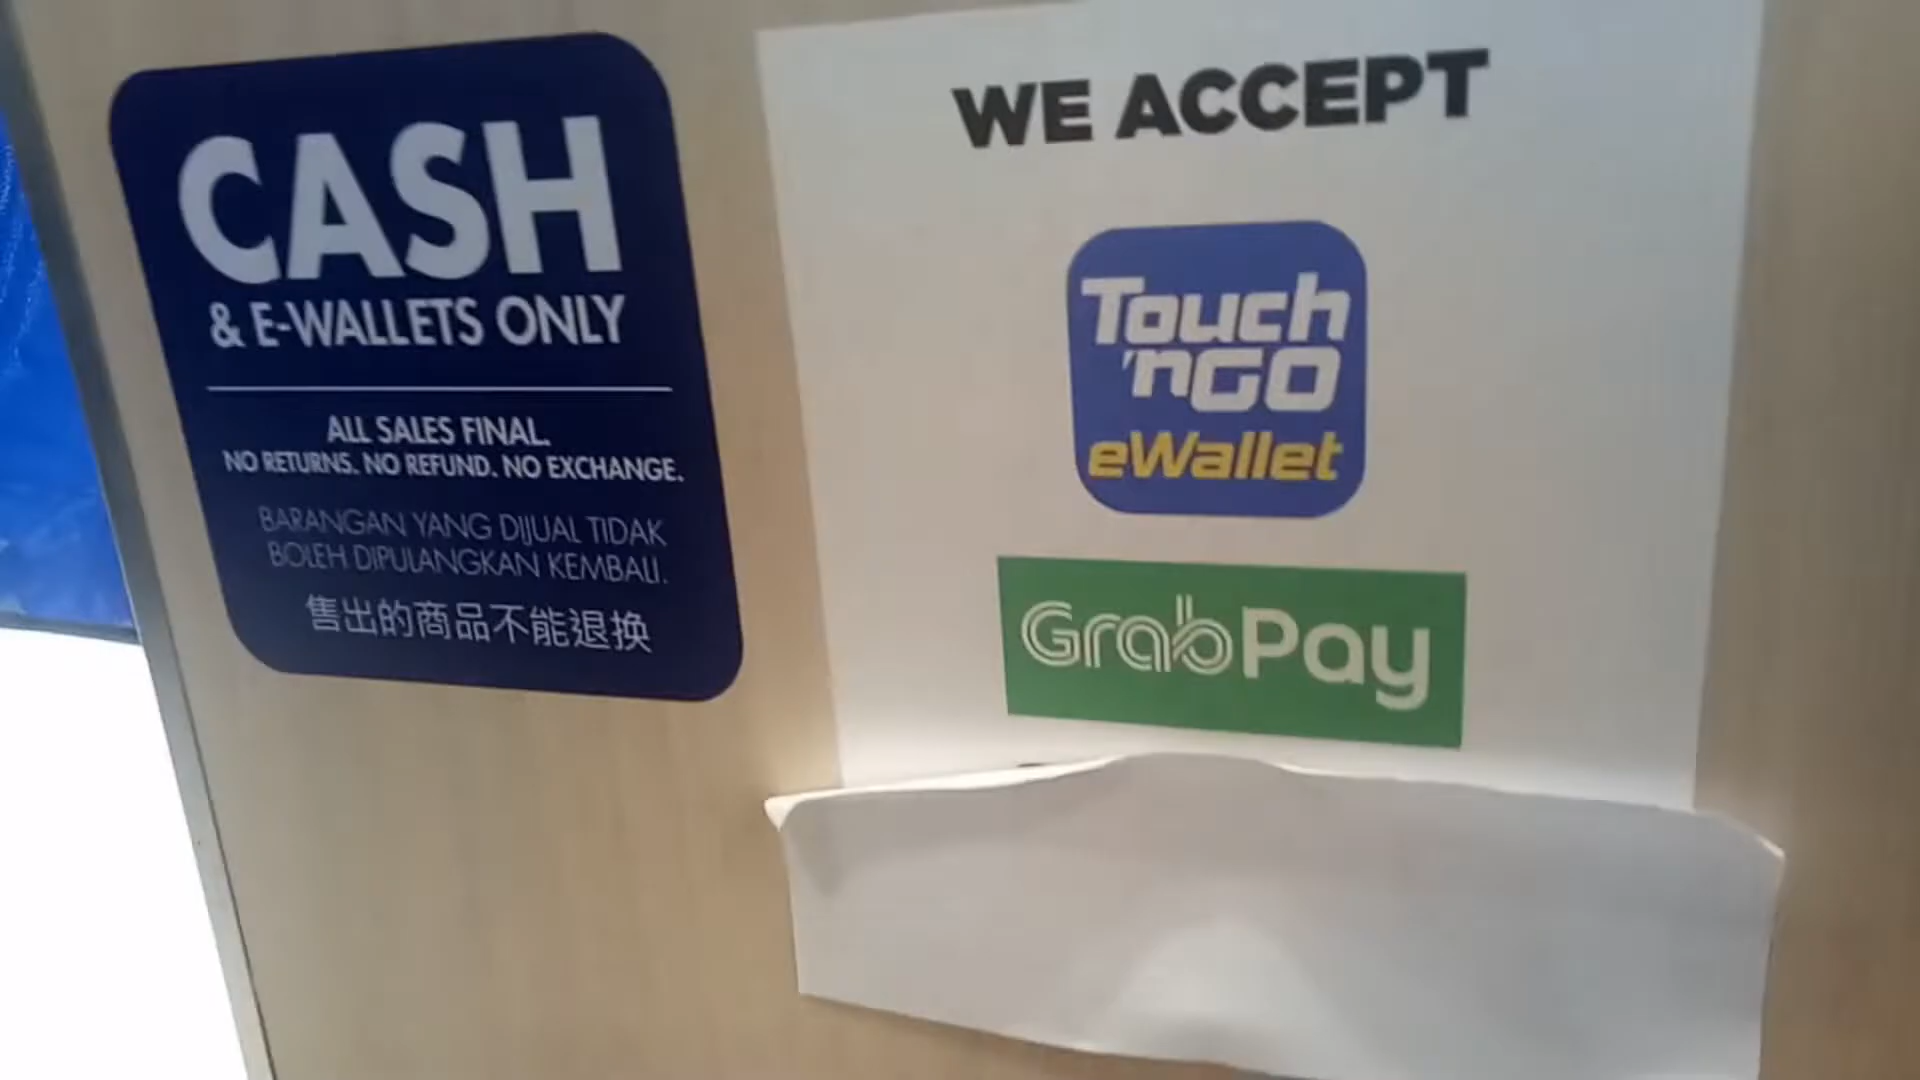 CASH
& E-WALLETS ONLY
ALL SALES FINAL.
NO RETURNS. NO REFUND. NO EXCHANGE.
BARANGAN YANG DIJUAL TIDAK
BOLEH DIPULANGKAN KEMBALI.
售出的商品不能退换
WE ACCEPT
Touch
'nGO
eWallet
GrabPay